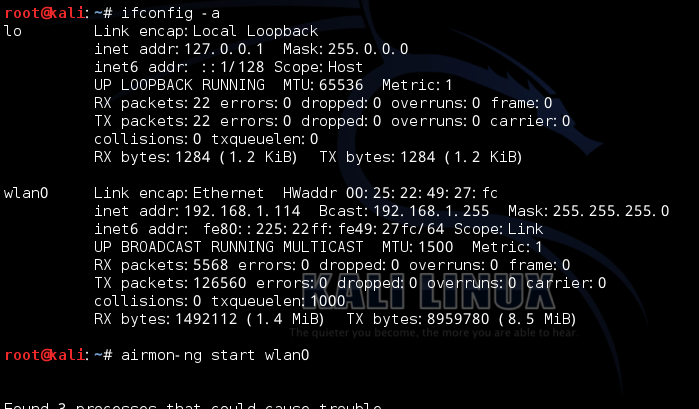 root@kali:~# ifconfig -a
lo        Link encap:Local Loopback
          inet addr:127.0.0.1  Mask:255.0.0.0
          inet6 addr: ::1/128 Scope:Host
          UP LOOPBACK RUNNING  MTU:65536  Metric:1
          RX packets:22 errors:0 dropped:0 overruns:0 frame:0
          TX packets:22 errors:0 dropped:0 overruns:0 carrier:0
          collisions:0 txqueuelen:0
          RX bytes:1284 (1.2 KiB)  TX bytes:1284 (1.2 KiB)
wlan0     Link encap:Ethernet  HWaddr 00:25:22:49:27:fc
          inet addr:192.168.1.114  Bcast:192.168.1.255  Mask:255.255.255.0
          inet6 addr: fe80::225:22ff:fe49:27fc/64 Scope:Link
          UP BROADCAST RUNNING MULTICAST  MTU:1500  Metric:1
          RX packets:5568 errors:0 dropped:0 overruns:0 frame:0
          TX packets:126560 errors:0 dropped:0 overruns:0 carrier:0
          collisions:0 txqueuelen:1000
          RX bytes:1492112 (1.4 MiB)  TX bytes:8959780 (8.5 MiB)
KALI LINUX
The quieter you become, the more you are able to hear.
root@kali:~# airmon-ng start wlan0
Found 3 processes that could cause trouble